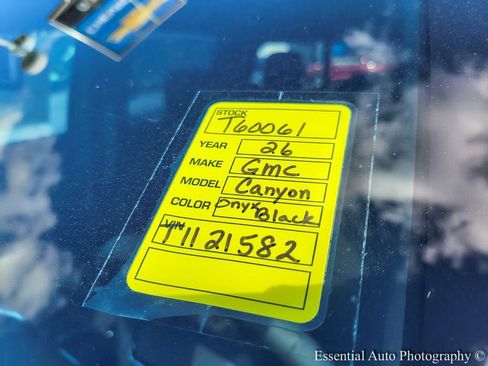 STOCK
T60061
YEAR 26
MAKE GMC
MODEL Canyon
COLOR Onyx Black
VIN
T1121582
Essential Auto Photography ©